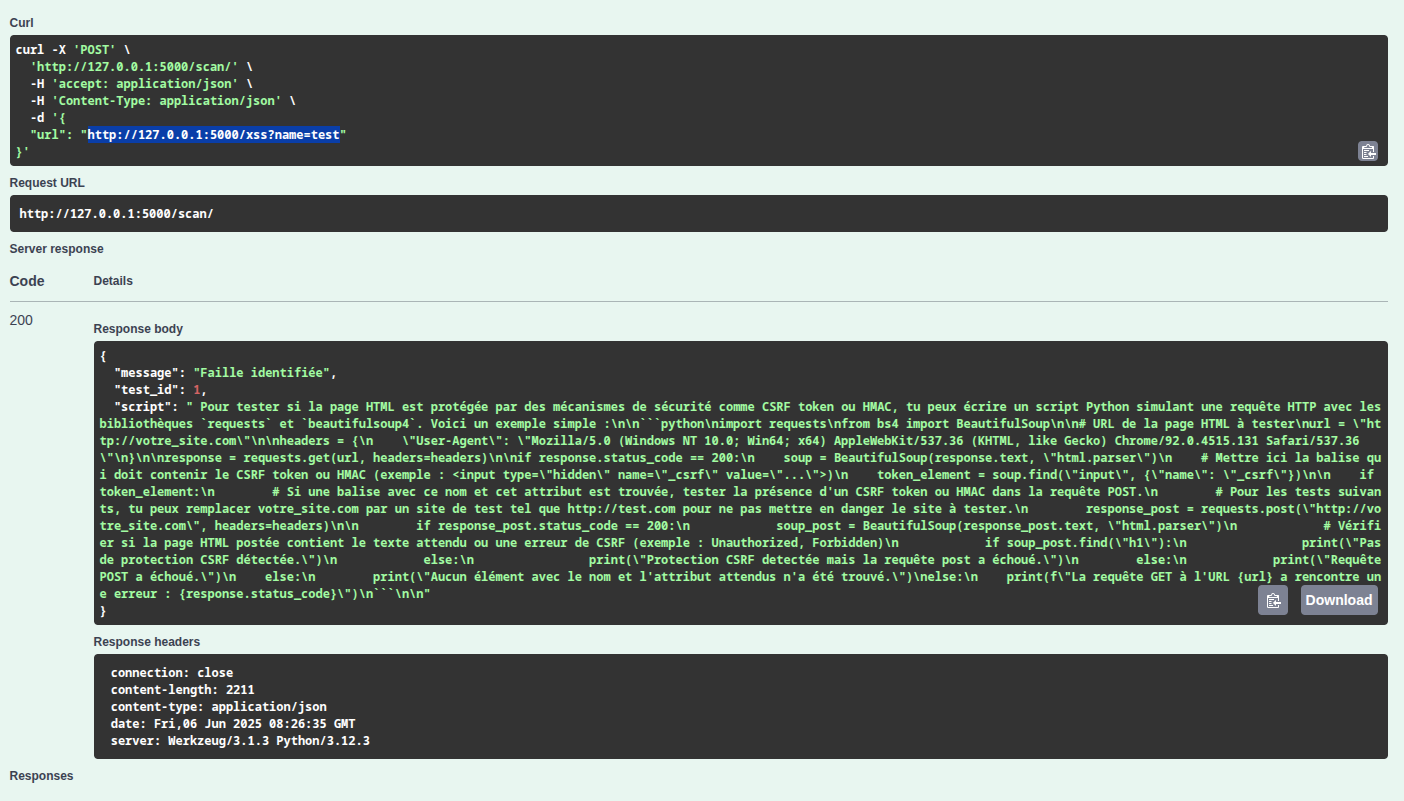 Curl
curl -X 'POST' \
  'http://127.0.0.1:5000/scan/' \
  -H 'accept: application/json' \
  -H 'Content-Type: application/json' \
  -d '{
  "url": "http://127.0.0.1:5000/xss?name=test"
}'
Request URL
http://127.0.0.1:5000/scan/
Server response
Code Details
200
Response body
{
  "message": "Faille identifiée",
  "test_id": 1,
  "script": " Pour tester si la page HTML est protégée par des mécanismes de sécurité comme CSRF token ou HMAC, tu peux écrire un script Python simulant une requête HTTP avec les
bibliothèques `requests` et `beautifulsoup4`. Voici un exemple simple :\n\n```python\nimport requests\nfrom bs4 import BeautifulSoup\n\n# URL de la page HTML à tester\nurl = \"ht
tp://votre_site.com\"\n\nheaders = {\n    \"User-Agent\": \"Mozilla/5.0 (Windows NT 10.0; Win64; x64) AppleWebKit/537.36 (KHTML, like Gecko) Chrome/92.0.4515.131 Safari/537.36
\"\n}\n\nresponse = requests.get(url, headers=headers)\n\nif response.status_code == 200:\n    soup = BeautifulSoup(response.text, \"html.parser\")\n    # Mettre ici la balise qu
i doit contenir le CSRF token ou HMAC (exemple : <input type=\"hidden\" name=\"_csrf\" value=\"...\">)\n    token_element = soup.find(\"input\", {\"name\": \"_csrf\"})\n\n    if
token_element:\n        # Si une balise avec ce nom et cet attribut est trouvée, tester la présence d'un CSRF token ou HMAC dans la requête POST.\n        # Pour les tests suivan
ts, tu peux remplacer votre_site.com par un site de test tel que http://test.com pour ne pas mettre en danger le site à tester.\n        response_post = requests.post(\"http://vo
tre_site.com\", headers=headers)\n\n        if response_post.status_code == 200:\n            soup_post = BeautifulSoup(response_post.text, \"html.parser\")\n            # Vérifi
er si la page HTML postée contient le texte attendu ou une erreur de CSRF (exemple : Unauthorized, Forbidden)\n            if soup_post.find(\"h1\"):\n                print(\"Pas
de protection CSRF détectée.\")\n            else:\n                print(\"Protection CSRF detectée mais la requête post a échoué.\")\n        else:\n            print(\"Requête
POST a échoué.\")\n    else:\n        print(\"Aucun élément avec le nom et l'attribut attendus n'a été trouvé.\")\nelse:\n    print(f\"La requête GET à l'URL {url} a rencontre un
e erreur : {response.status_code}\")\n```\n\n"
}
Download
Response headers
connection: close
content-length: 2211
content-type: application/json
date: Fri,06 Jun 2025 08:26:35 GMT
server: Werkzeug/3.1.3 Python/3.12.3
Responses